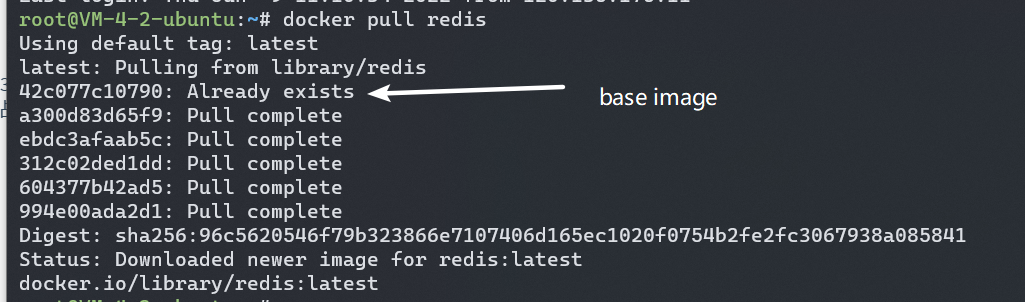 root@VM-4-2-ubuntu:~# docker pull redis
Using default tag: latest
latest: Pulling from library/redis
42c077c10790: Already exists
base image
a300d83d65f9: Pull complete
ebdc3afaab5c: Pull complete
312c02ded1dd: Pull complete
604377b42ad5: Pull complete
994e00ada2d1: Pull complete
Digest: sha256:96c5620546f79b323866e7107406d165ec1020f0754b2fe2fc3067938a085841
Status: Downloaded newer image for redis:latest
docker.io/library/redis:latest